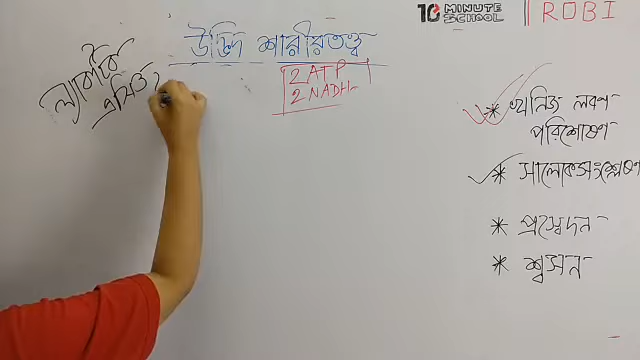 10 MINUTE SCHOOL | ROBI
উদ্ভিদ শারীরতত্ত্ব
ল্যাকটিক এসিড
2 ATP
2 NADH
* খনিজ লবণ পরিশোষণ
* সালোকসংশ্লেষণ
* প্রস্বেদন
* শ্বসন